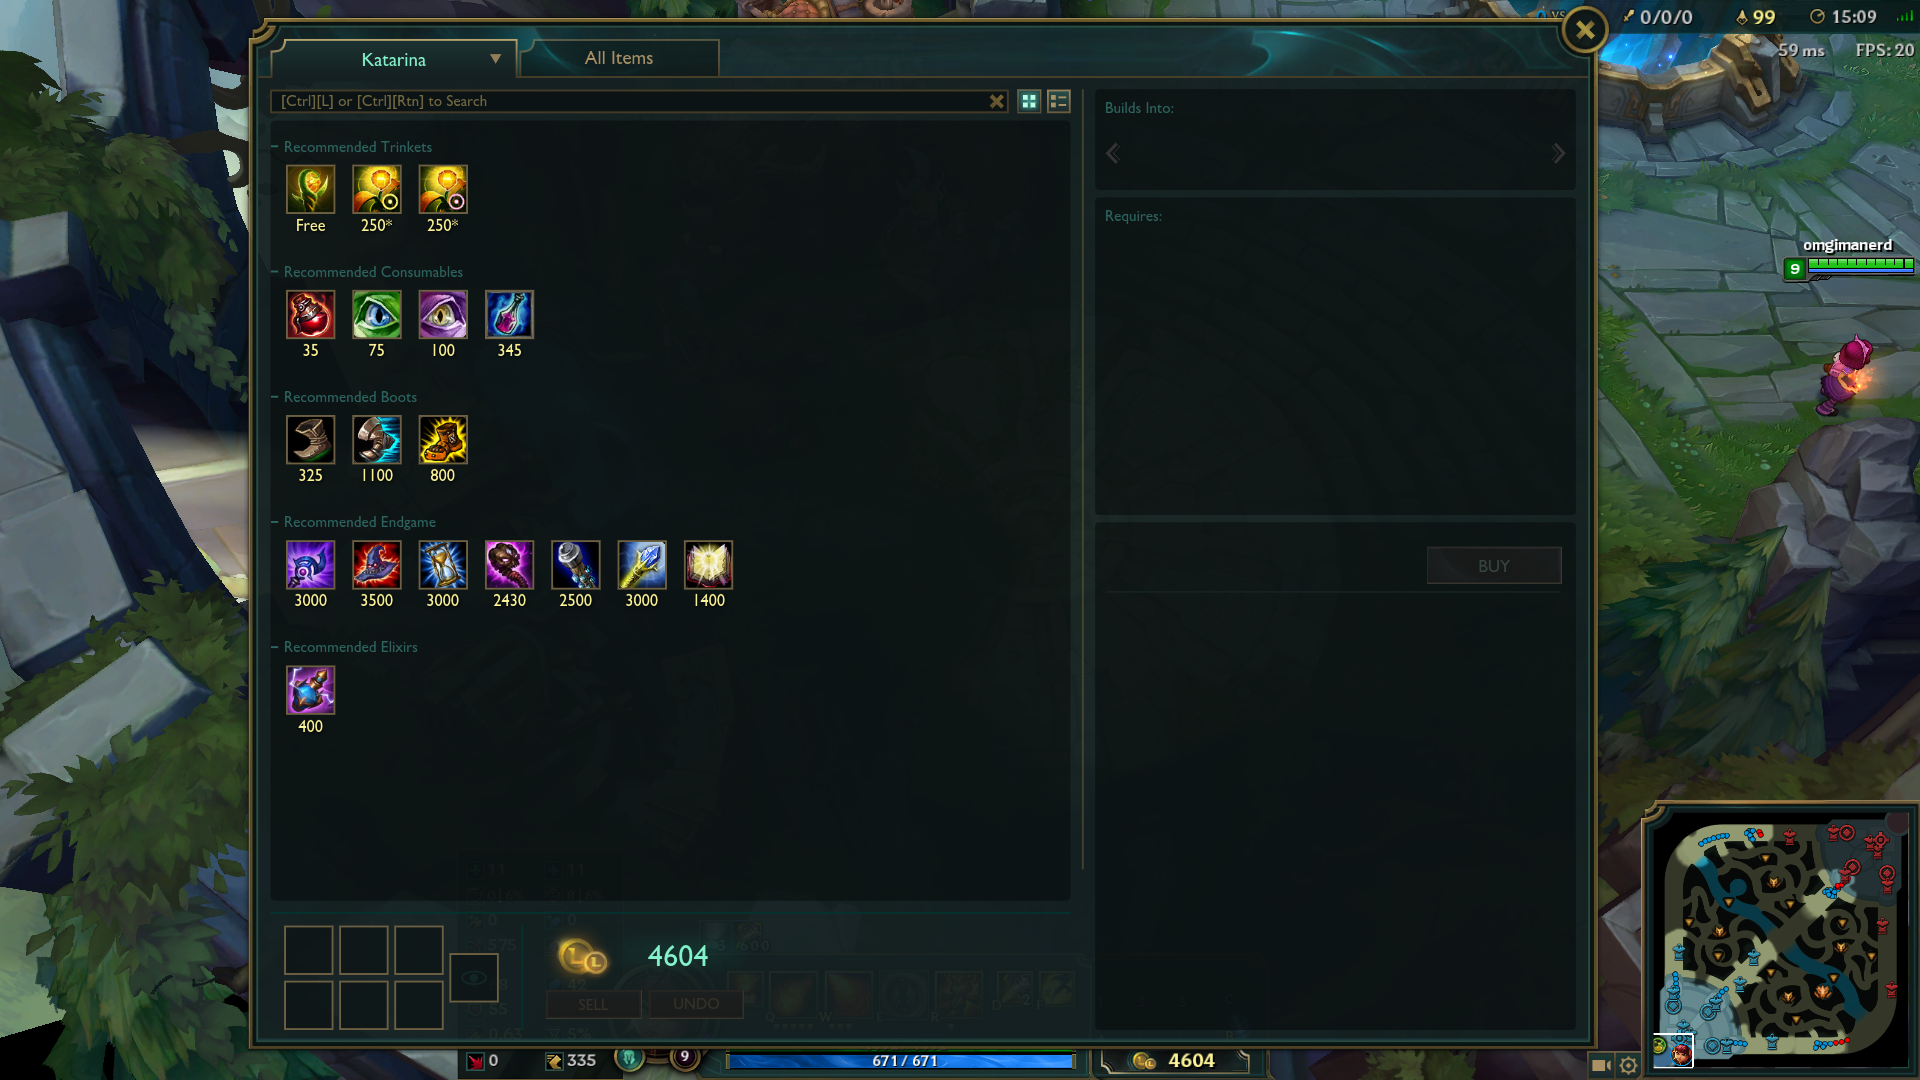 Katarina
All Items
0/0/0
99
15:09
59 ms
FPS: 20
[Ctrl][L] or [Ctrl][Rtn] to Search
Builds Into:
Recommended Trinkets
Free 250* 250*
Requires:
omgimanerd
9
Recommended Consumables
35 75 100 345
Recommended Boots
325 1100 800
Recommended Endgame
3000 3500 3000 2430 2500 3000 1400
BUY
Recommended Elixirs
400
4604
SELL
UNDO
0
335
9
671 / 671
4604